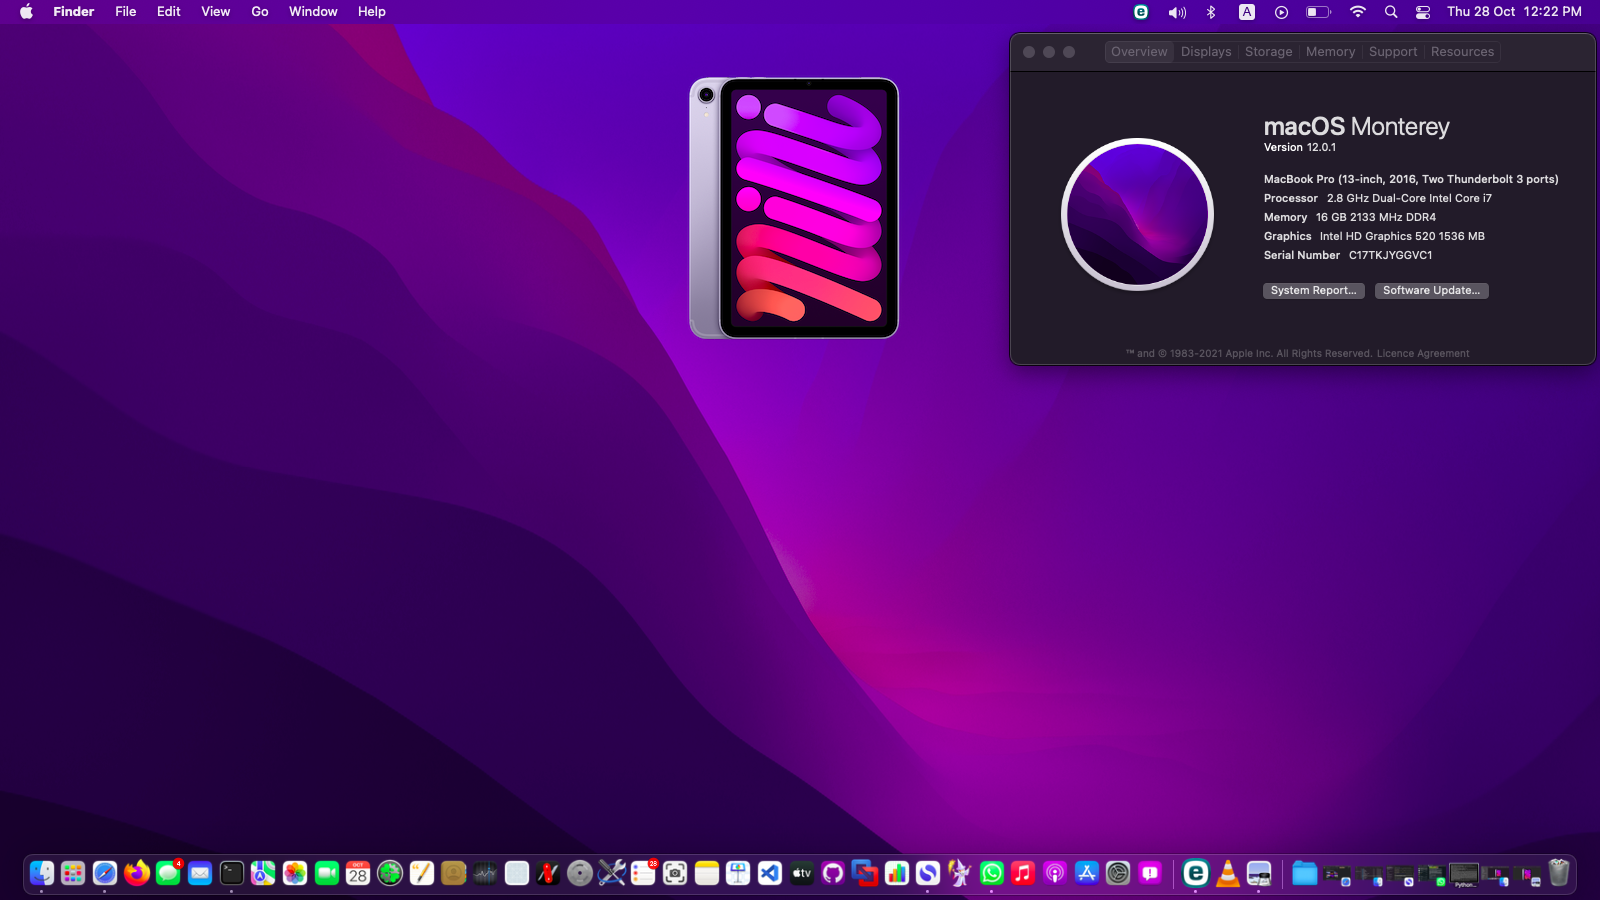 Finder File Edit View Go Window Help
A Thu 28 Oct 12:22 PM
Overview Displays Storage Memory Support Resources
macOS Monterey
Version 12.0.1
MacBook Pro (13-inch, 2016, Two Thunderbolt 3 ports)
Processor 2.8 GHz Dual-Core Intel Core i7
Memory 16 GB 2133 MHz DDR4
Graphics Intel HD Graphics 520 1536 MB
Serial Number C17TKJYGGVC1
System Report... Software Update...
™ and © 1983-2021 Apple Inc. All Rights Reserved. Licence Agreement
4
OCT
28
28
tv
Python...